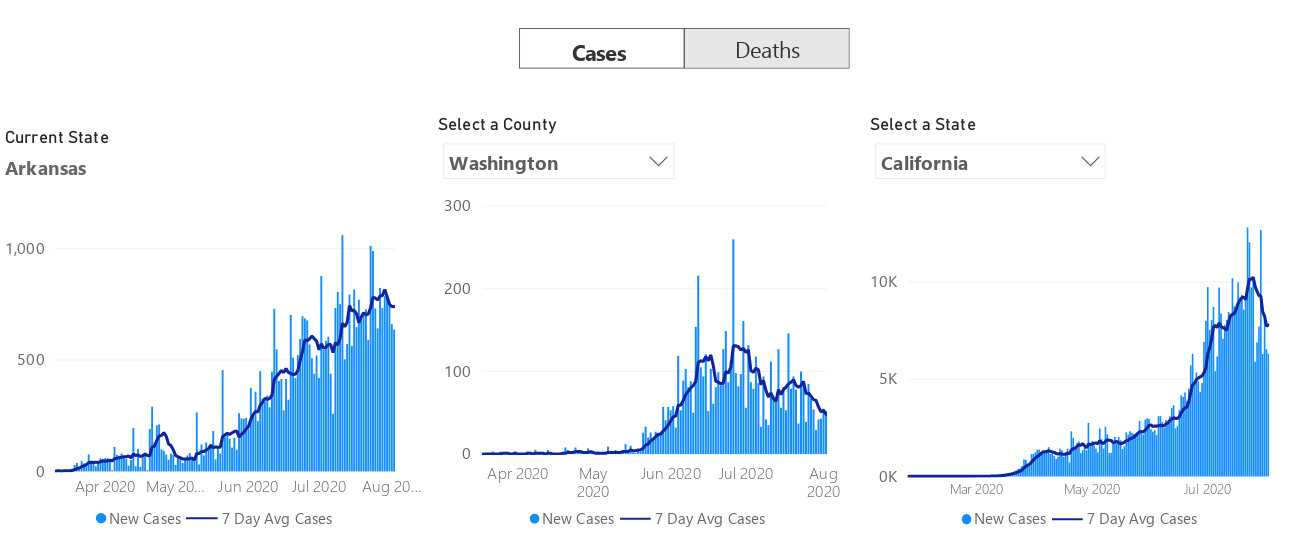 Cases Deaths
Current State
Arkansas
1,000
500
0
Apr 2020 May 20... Jun 2020 Jul 2020 Aug 20...
New Cases 7 Day Avg Cases
Select a County
Washington
300
200
100
0
Apr 2020 May 2020 Jun 2020 Jul 2020 Aug 2020
New Cases 7 Day Avg Cases
Select a State
California
10K
5K
0K
Mar 2020 May 2020 Jul 2020
New Cases 7 Day Avg Cases